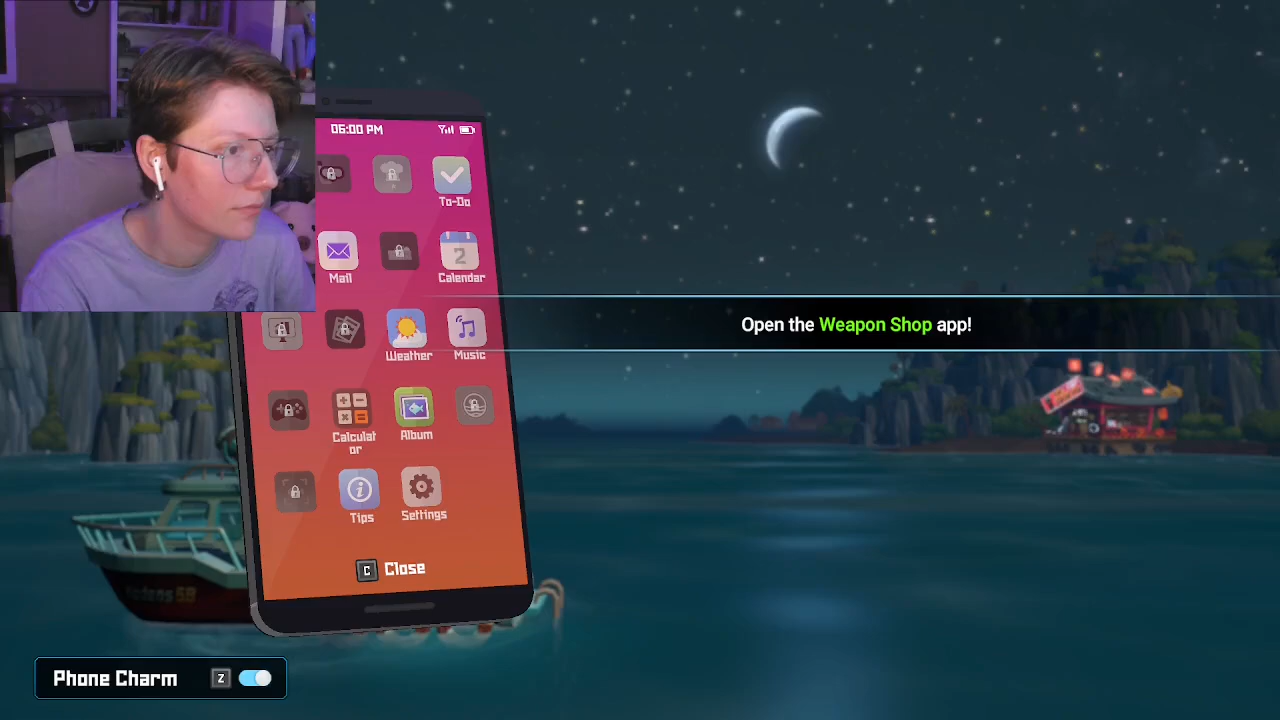 06:00 PM
To-Do
Mail
2
Calendar
Open the Weapon Shop app!
Weather
Music
Calculat
or
Album
Tips
Settings
C Close
Phone Charm Z